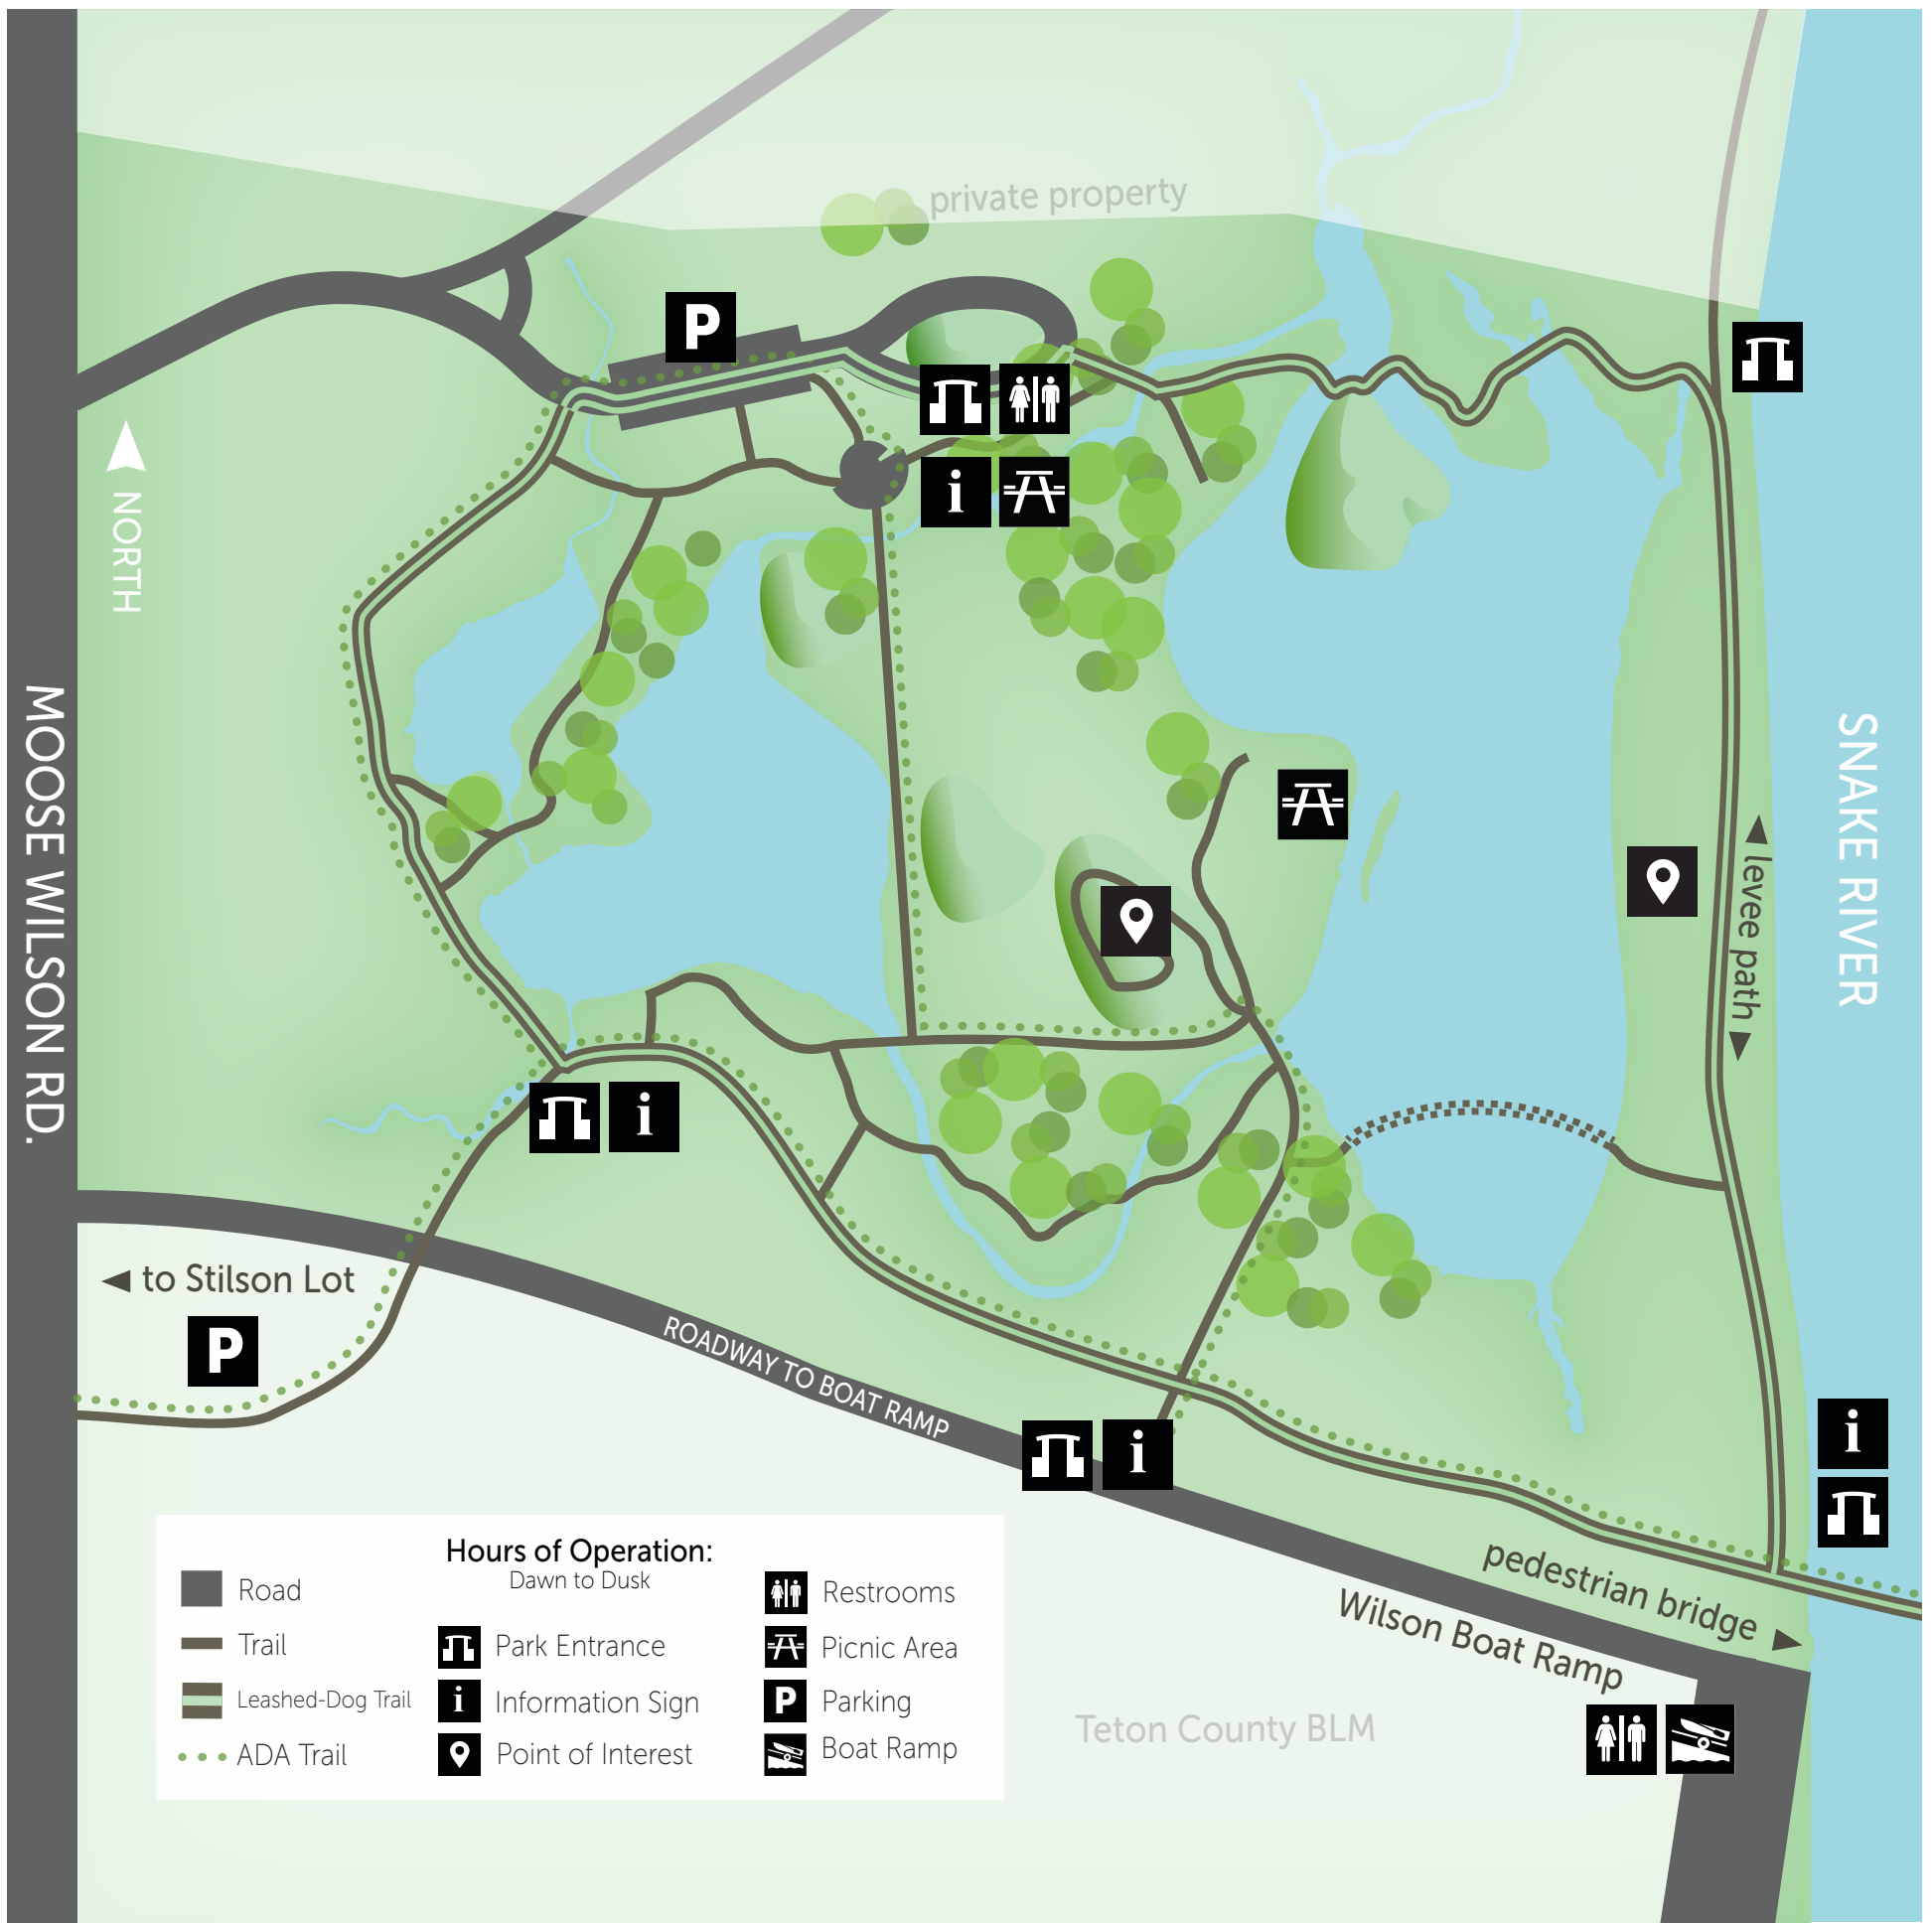 private property
P
i
NORTH
MOOSE WILSON RD.
SNAKE RIVER
levee path
i
to Stilson Lot
P
ROADWAY TO BOAT RAMP
i
i
pedestrian bridge
Wilson Boat Ramp
Teton County BLM
Hours of Operation:
Dawn to Dusk
Road
Trail
Leashed-Dog Trail
ADA Trail
Park Entrance
i Information Sign
Point of Interest
Restrooms
Picnic Area
P Parking
Boat Ramp